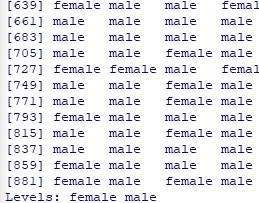 [639] female male   male   femal
[661] male   male   male   male
[683] male   male   male   male
[705] male   male   female male
[727] female female male   femal
[749] male   male   female male
[771] male   male   female male
[793] female male   male   male
[815] male   male   female male
[837] male   male   male   male
[859] female male   male   male
[881] female male   female male
Levels: female male